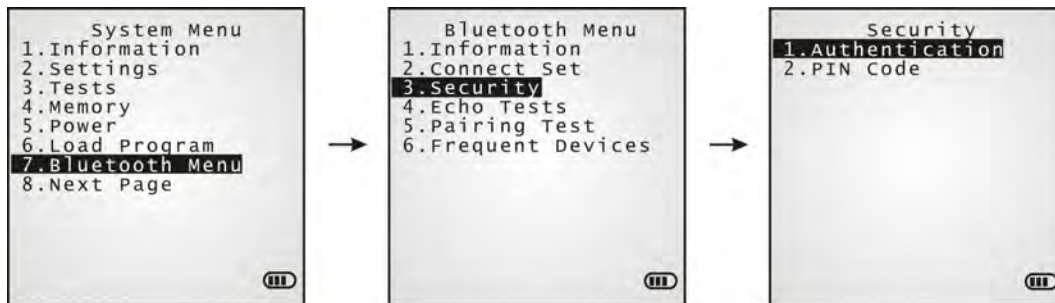 System Menu
1.Information
2.Settings
3.Tests
4.Memory
5.Power
6.Load Program
7.Bluetooth Menu
8.Next Page
Bluetooth Menu
1.Information
2.Connect Set
3.Security
4.Echo Tests
5.Pairing Test
6.Frequent Devices
Security
1.Authentication
2.PIN Code